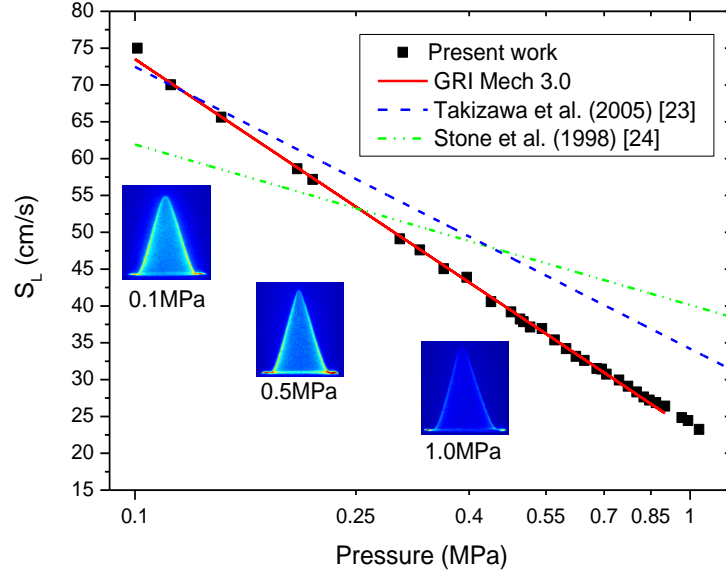 80
75
70
65
60
55
50
45
40
35
30
25
20
15
S_L (cm/s)
Present work
GRI Mech 3.0
Takizawa et al. (2005) [23]
Stone et al. (1998) [24]
0.1MPa
0.5MPa
1.0MPa
0.1 0.25 0.4 0.55 0.7 0.85 1
Pressure (MPa)